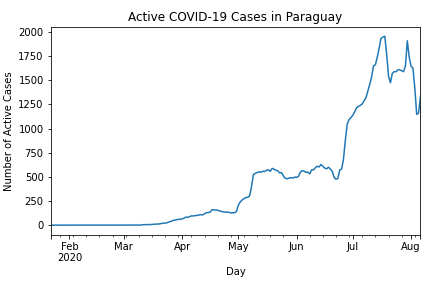 Active COVID-19 Cases in Paraguay
Number of Active Cases
2000
1750
1500
1250
1000
750
500
250
0
Feb Mar Apr May Jun Jul Aug
2020
Day